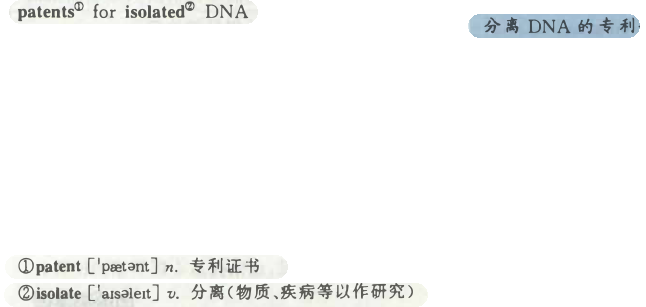 patents① for isolated② DNA
分离 DNA 的专利
①patent [ˈpætənt] n. 专利证书
②isolate [ˈaɪsəleɪt] v. 分离(物质、疾病等以作研究)